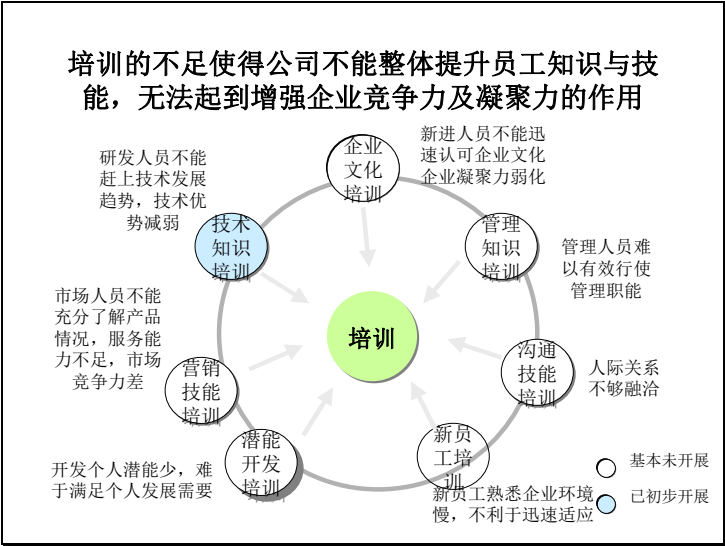 培训的不足使得公司不能整体提升员工知识与技
能，无法起到增强企业竞争力及凝聚力的作用
企业
文化
培训
新进人员不能迅
速认可企业文化
企业凝聚力弱化
研发人员不能
赶上技术发展
趋势，技术优
势减弱
技术
知识
培训
管理
知识
培训
管理人员难
以有效行使
管理职能
市场人员不能
充分了解产品
情况，服务能
力不足，市场
竞争力差
培训
营销
技能
培训
沟通
技能
培训
人际关系
不够融洽
潜能
开发
培训
开发个人潜能少，难
于满足个人发展需要
新员
工培
训
新员工熟悉企业环境
慢，不利于迅速适应
基本未开展
已初步开展